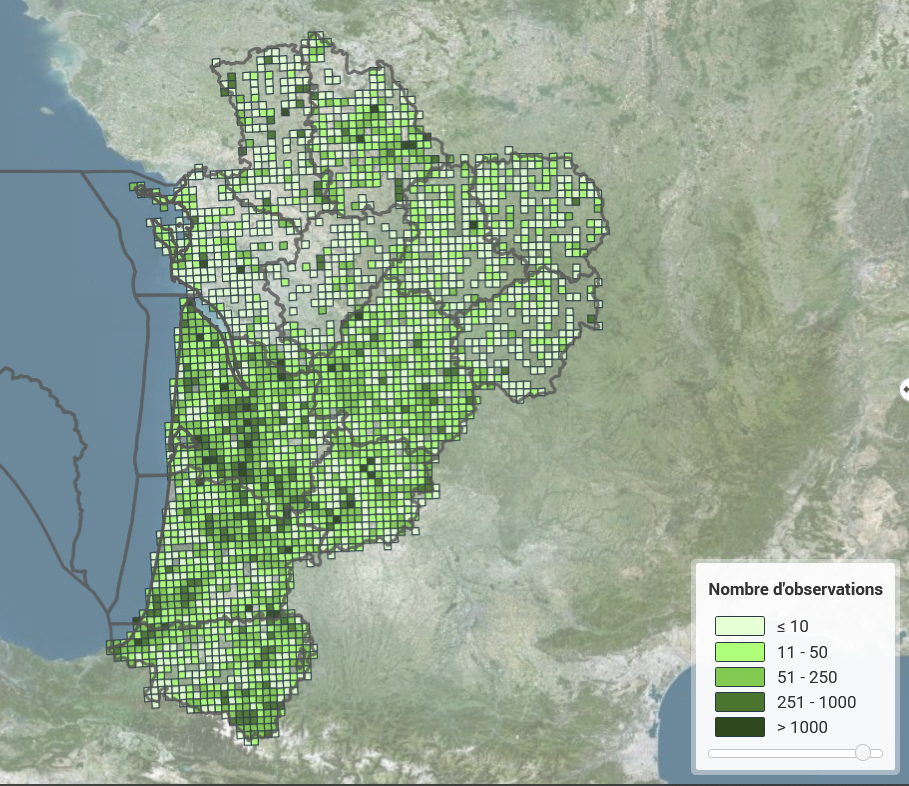 Nombre d'observations
≤ 10
11 - 50
51 - 250
251 - 1000
> 1000